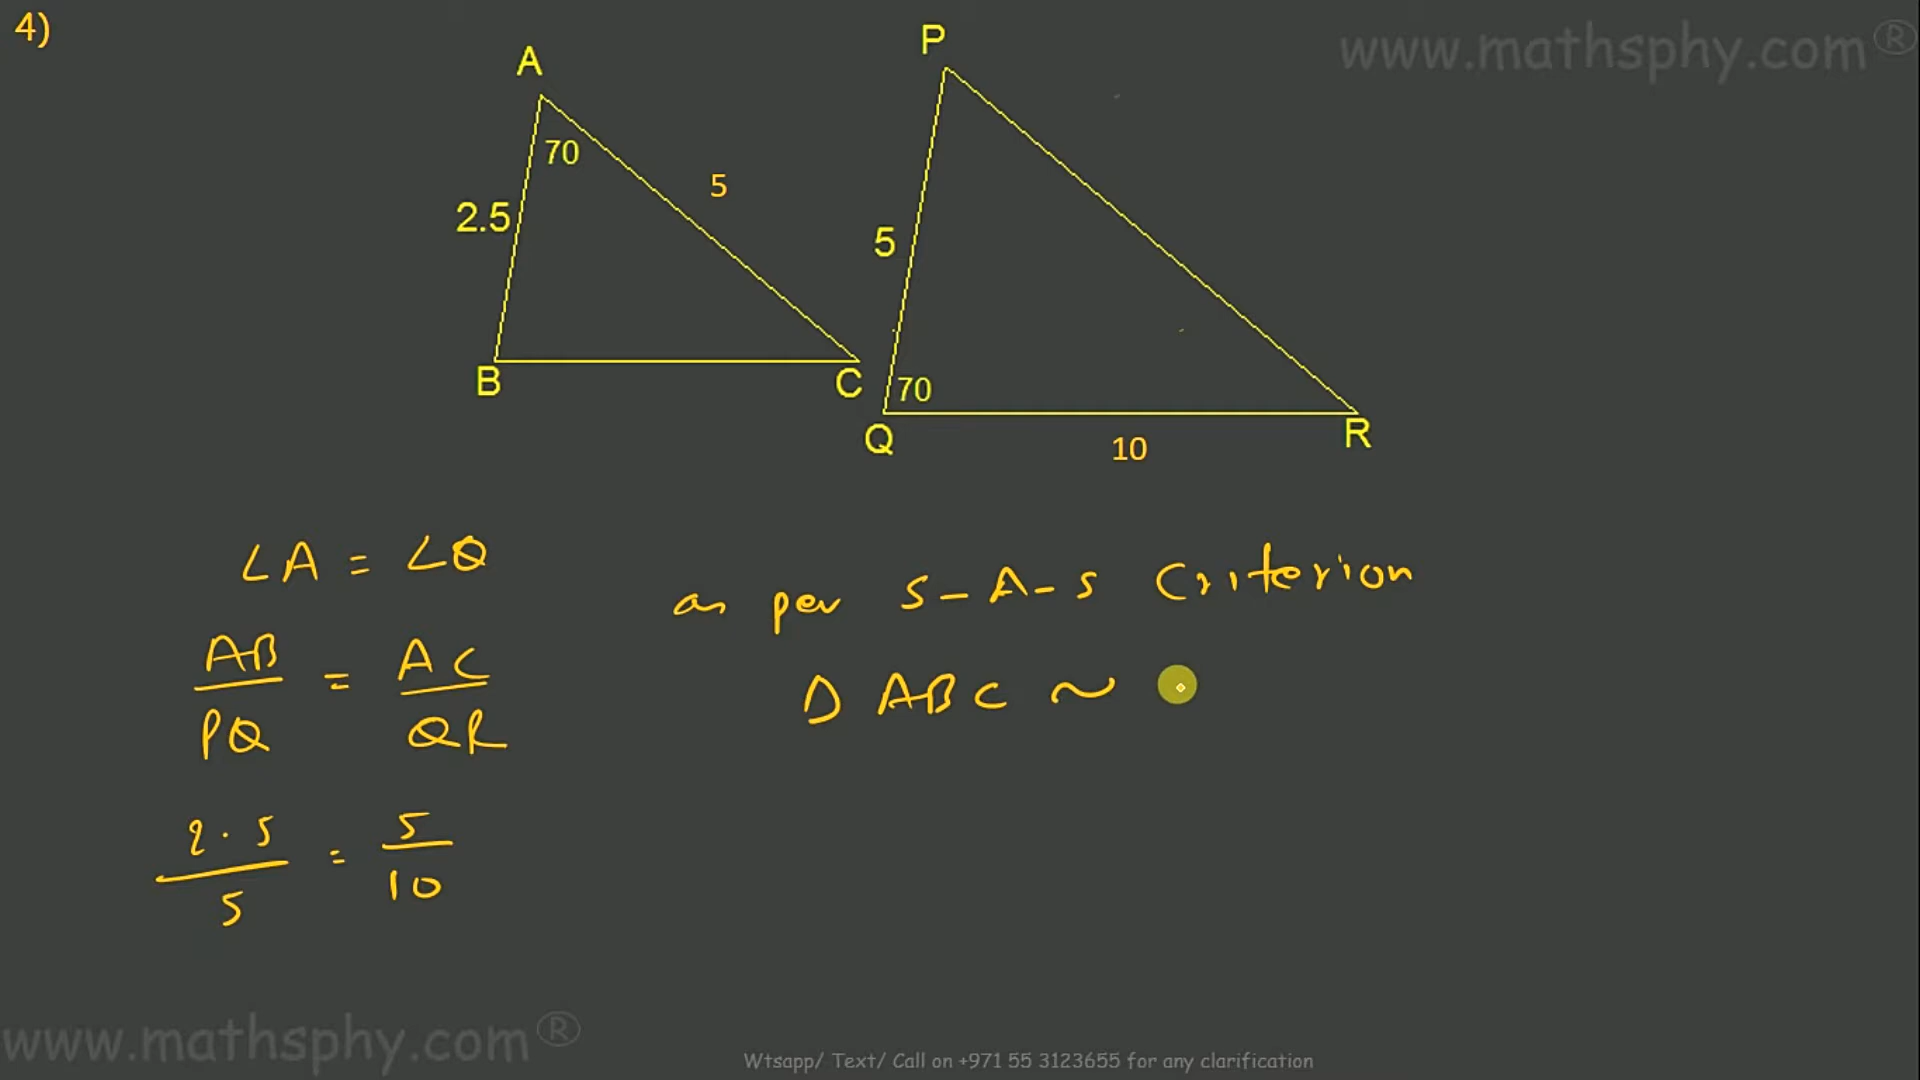 4)
www.mathsphy.com®
A
P
70
5
2.5
5
B
C
70
Q
R
10
∠A = ∠Q
as per S-A-S Criterion
AB/PQ = AC/QR
Δ ABC ~
2.5/5 = 5/10
www.mathsphy.com®
Wtsapp/ Text/ Call on +971 55 3123655 for any clarification